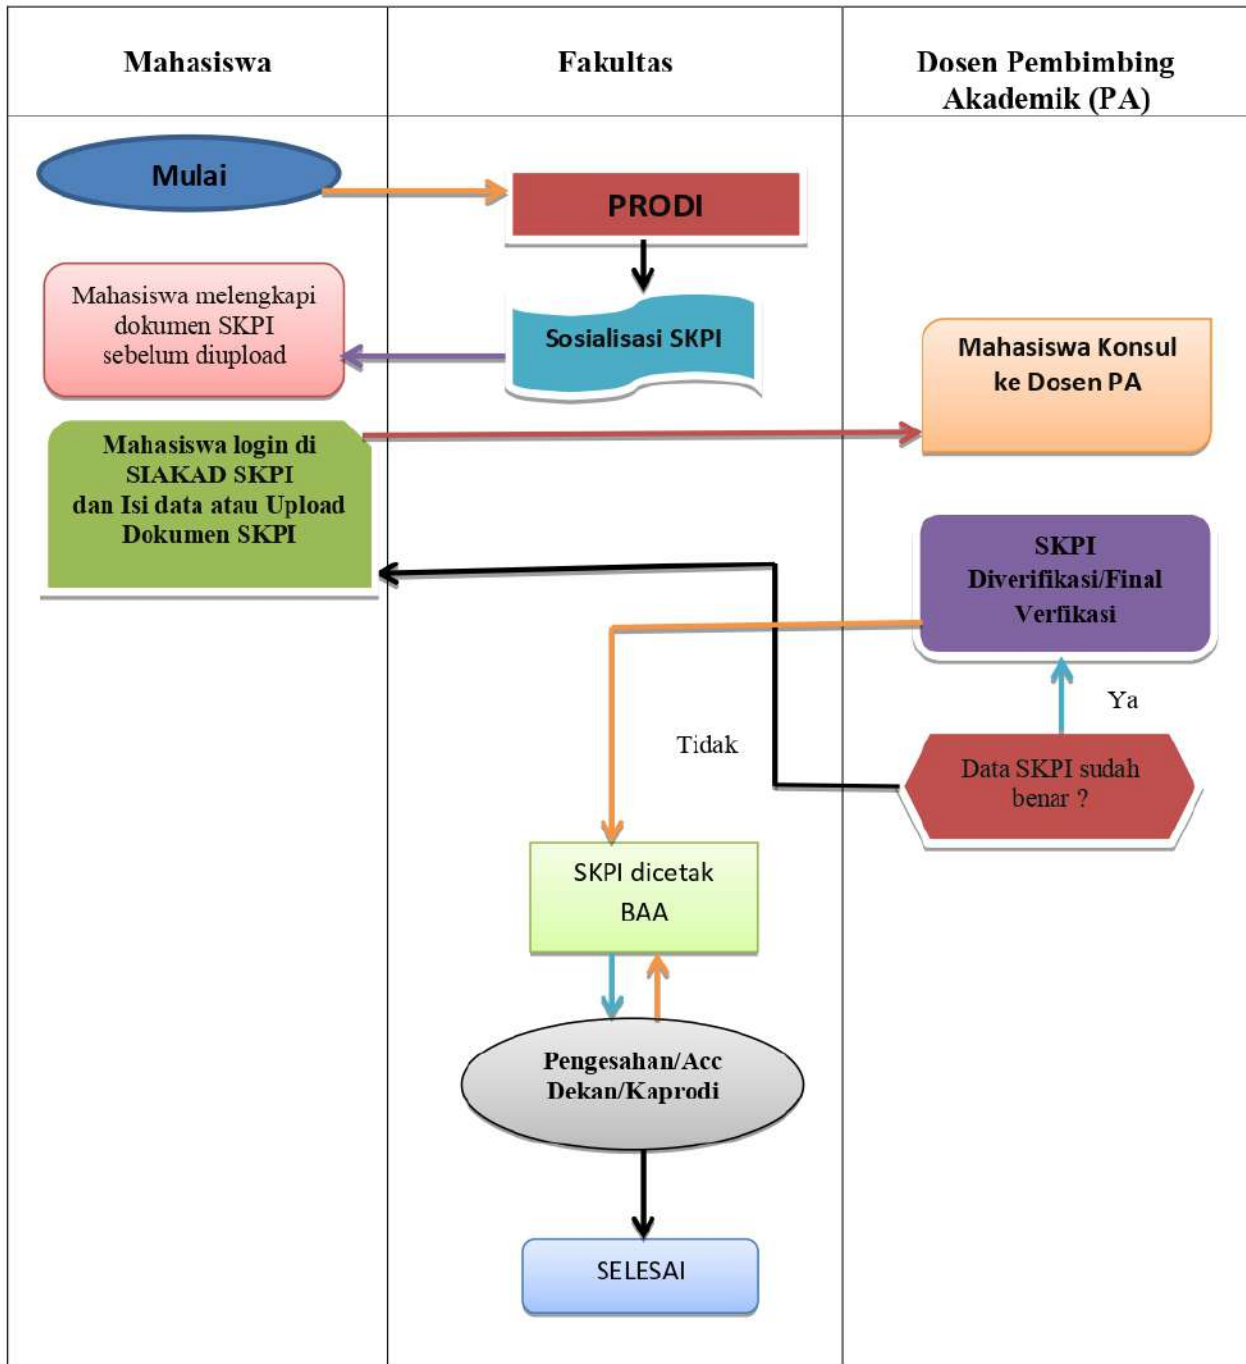 Mahasiswa
Fakultas
Dosen Pembimbing
Akademik (PA)
Mulai
PRODI
Mahasiswa melengkapi
dokumen SKPI
sebelum diupload
Sosialisasi SKPI
Mahasiswa Konsul
ke Dosen PA
Mahasiswa login di
SIAKAD SKPI
dan Isi data atau Upload
Dokumen SKPI
SKPI
Diverifikasi/Final
Verfikasi
Ya
Tidak
Data SKPI sudah
benar ?
SKPI dicetak
BAA
Pengesahan/Acc
Dekan/Kaprodi
SELESAI